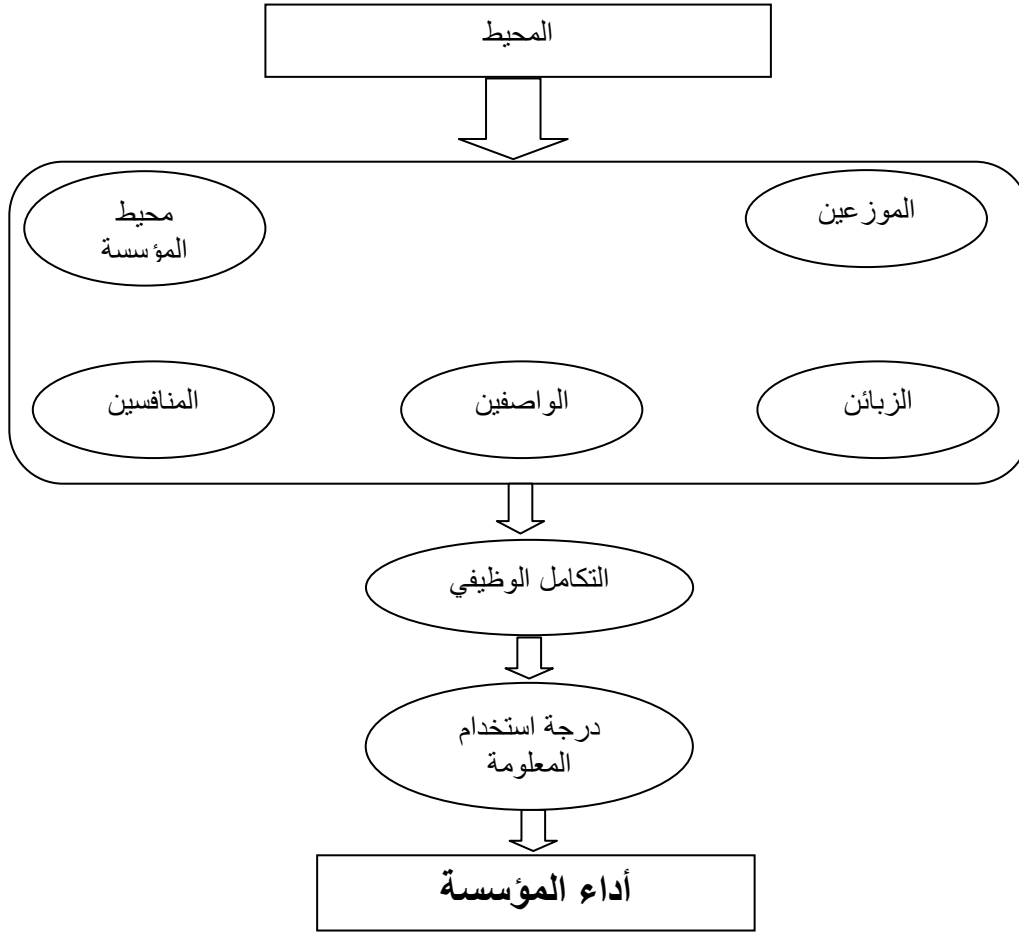 المحيط
الموزعين
محيط
المؤسسة
الزبائن
الواصفين
المنافسين
التكامل الوظيفي
درجة استخدام
المعلومة
أداء المؤسسة